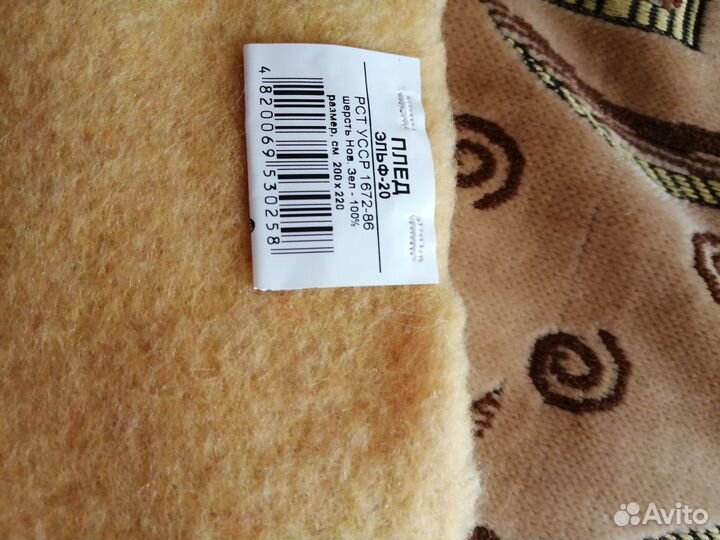 ПЛЕД
ЭЛЬФ-20
РСТ УССР 1672-86
шерсть Нов. Зел - 100%
размер, см 200 x 220
4 820069 530258
Avito